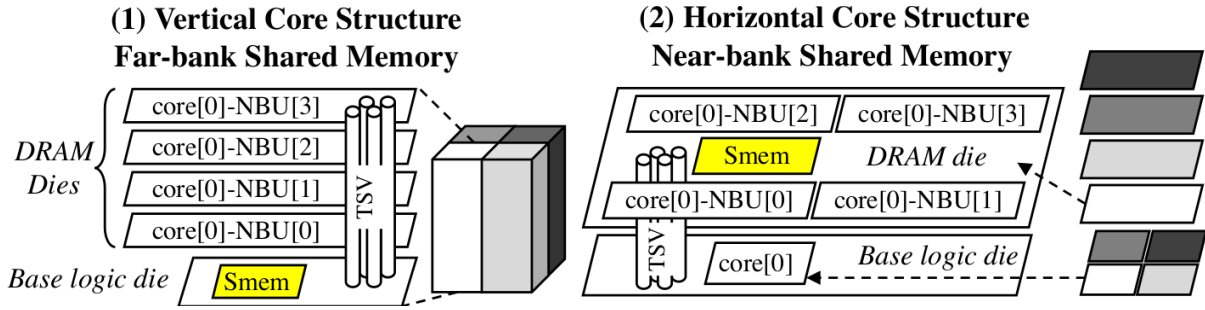 (1) Vertical Core Structure
Far-bank Shared Memory
DRAM
Dies
core[0]-NBU[3]
core[0]-NBU[2]
core[0]-NBU[1]
core[0]-NBU[0]
TSV
Base logic die
Smem
(2) Horizontal Core Structure
Near-bank Shared Memory
core[0]-NBU[2]
core[0]-NBU[3]
Smem
DRAM die
core[0]-NBU[0]
core[0]-NBU[1]
TSV
core[0]
Base logic die